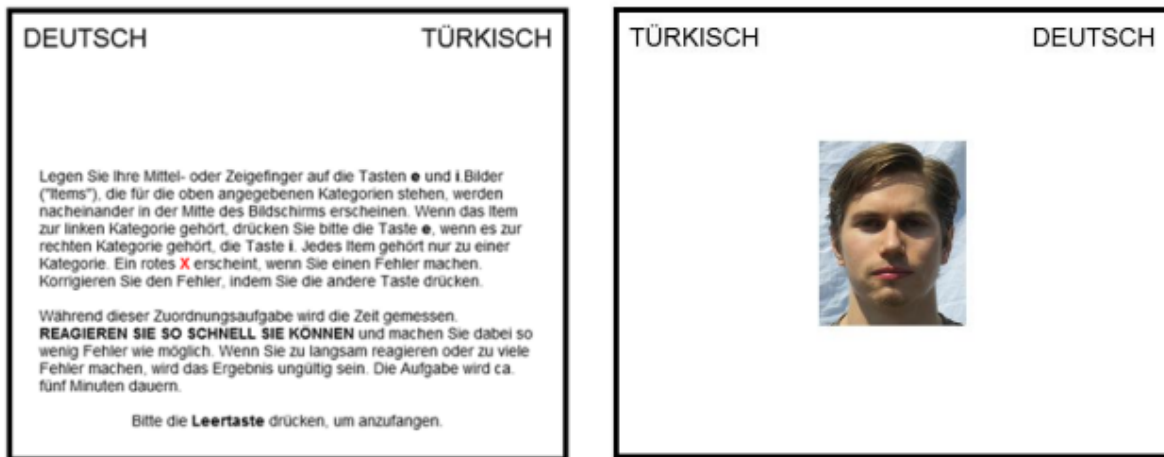 DEUTSCH TÜRKISCH
Legen Sie Ihre Mittel- oder Zeigefinger auf die Tasten e und i.Bilder
("Items"), die für die oben angegebenen Kategorien stehen, werden
nacheinander in der Mitte des Bildschirms erscheinen. Wenn das Item
zur linken Kategorie gehört, drücken Sie bitte die Taste e, wenn es zur
rechten Kategorie gehört, die Taste i. Jedes Item gehört nur zu einer
Kategorie. Ein rotes X erscheint, wenn Sie einen Fehler machen.
Korrigieren Sie den Fehler, indem Sie die andere Taste drücken.
Während dieser Zuordnungsaufgabe wird die Zeit gemessen.
REAGIEREN SIE SO SCHNELL SIE KÖNNEN und machen Sie dabei so
wenig Fehler wie möglich. Wenn Sie zu langsam reagieren oder zu viele
Fehler machen, wird das Ergebnis ungültig sein. Die Aufgabe wird ca.
fünf Minuten dauern.
Bitte die Leertaste drücken, um anzufangen.
TÜRKISCH DEUTSCH